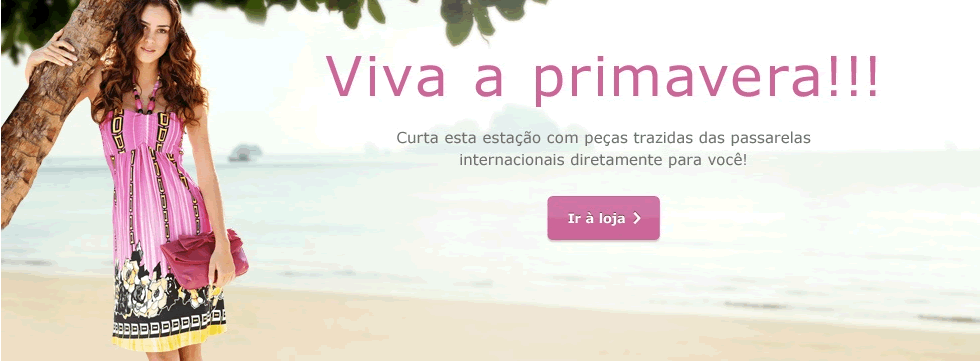 Viva a primavera!!!
Curta esta estação com peças trazidas das passarelas
internacionais diretamente para você!
Ir à loja